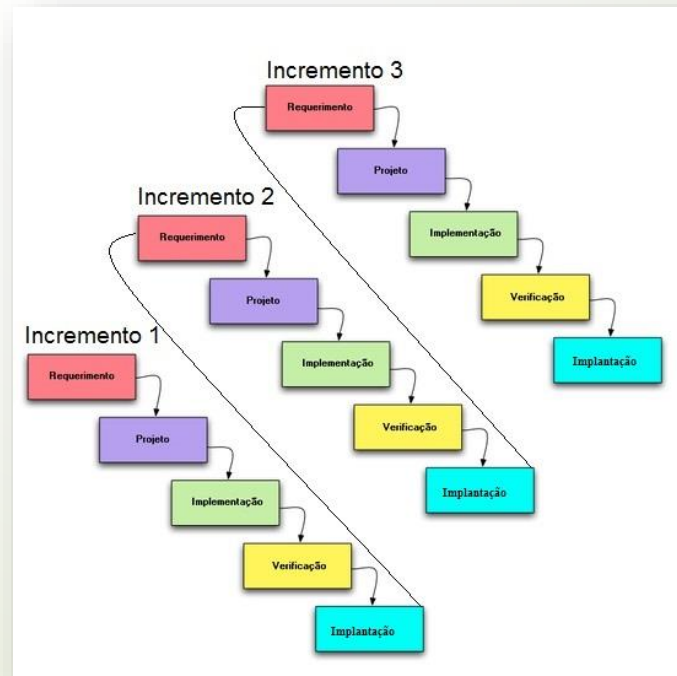 Incremento 3
Requerimento
Projeto
Implementação
Verificação
Implantação
Incremento 2
Requerimento
Projeto
Implementação
Verificação
Implantação
Incremento 1
Requerimento
Projeto
Implementação
Verificação
Implantação